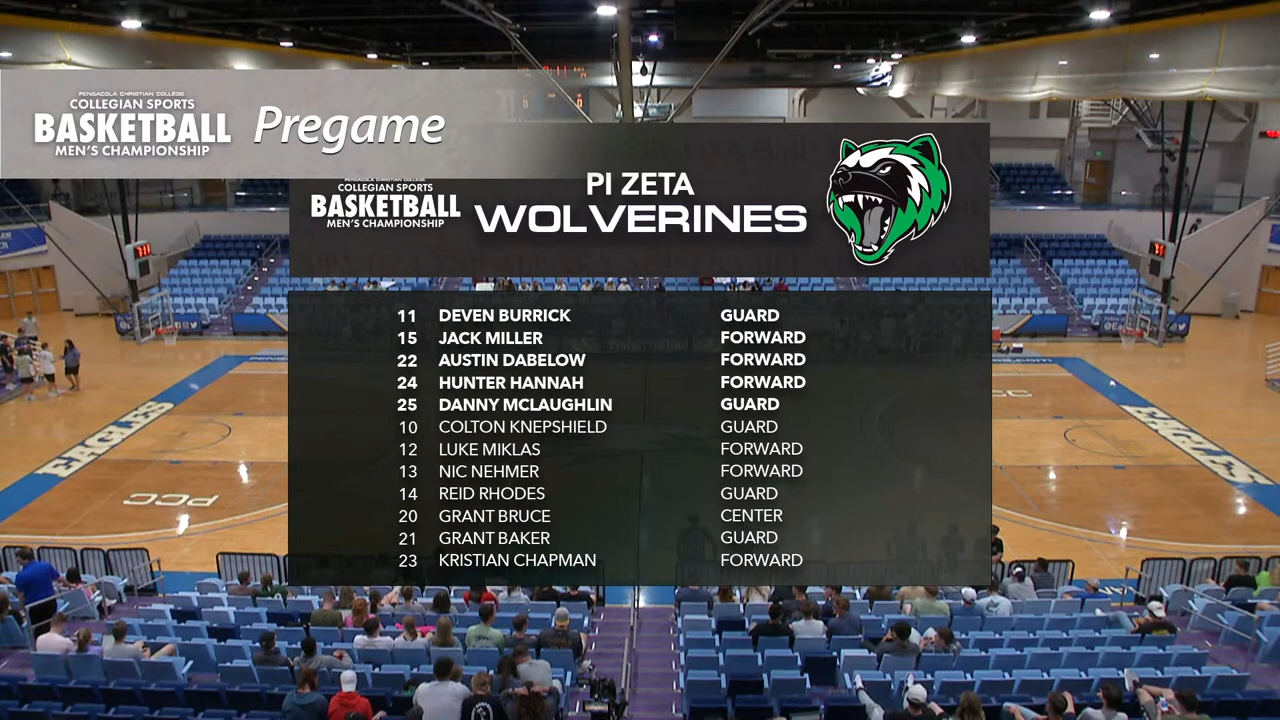 PENSACOLA CHRISTIAN COLLEGE
COLLEGIAN SPORTS
BASKETBALL
MEN'S CHAMPIONSHIP
Pregame
PENSACOLA CHRISTIAN COLLEGE
COLLEGIAN SPORTS
BASKETBALL
MEN'S CHAMPIONSHIP
PI ZETA
WOLVERINES
11 DEVEN BURRICK GUARD
15 JACK MILLER FORWARD
22 AUSTIN DABELOW FORWARD
24 HUNTER HANNAH FORWARD
25 DANNY MCLAUGHLIN GUARD
10 COLTON KNEPSHIELD GUARD
12 LUKE MIKLAS FORWARD
13 NIC NEHMER FORWARD
14 REID RHODES GUARD
20 GRANT BRUCE CENTER
21 GRANT BAKER GUARD
23 KRISTIAN CHAPMAN FORWARD
EAGLES
EAGLES
PCC